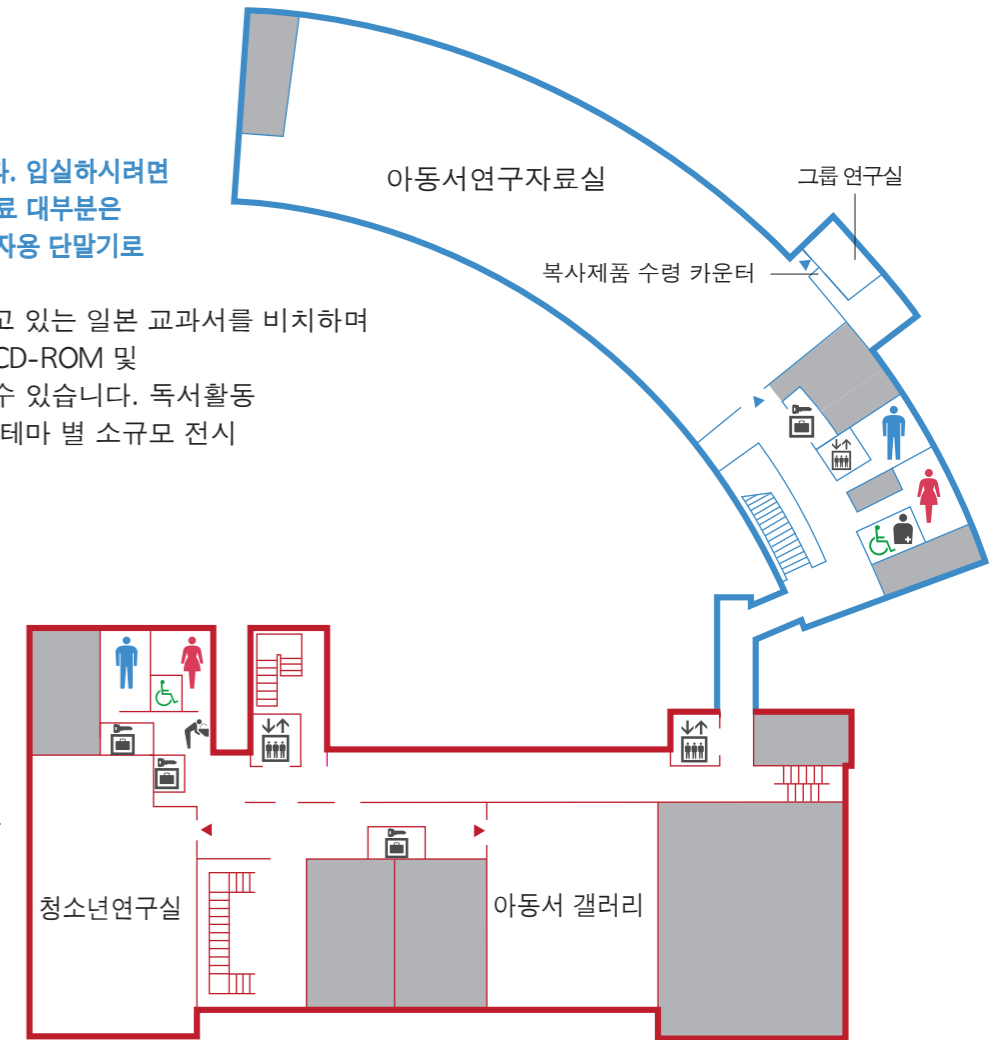 . 입실하시려면
료 대부분은
자용 단말기로
고 있는 일본 교과서를 비치하며
CD-ROM 및
수 있습니다. 독서활동
테마 별 소규모 전시
아동서연구자료실
그룹 연구실
복사제품 수령 카운터
청소년연구실
아동서 갤러리